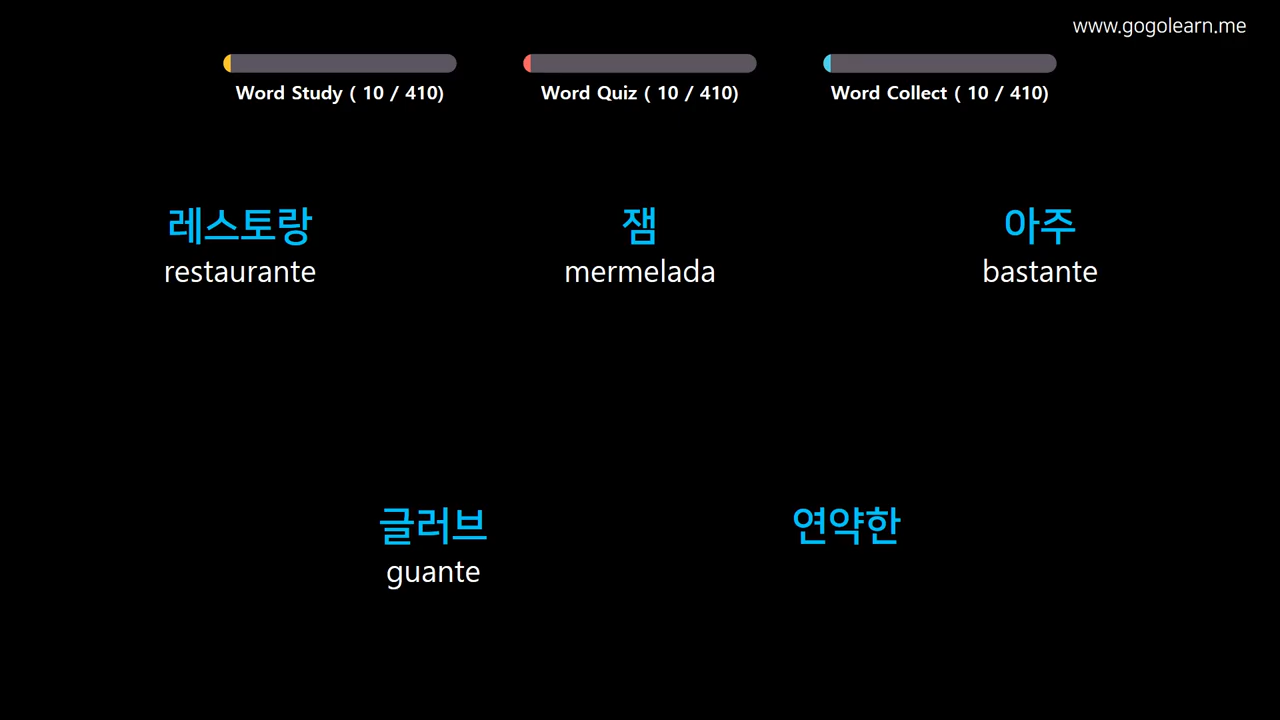 www.gogolearn.me
Word Study ( 10 / 410)
Word Quiz ( 10 / 410)
Word Collect ( 10 / 410)
레스토랑
restaurante
잼
mermelada
아주
bastante
글러브
guante
연약한